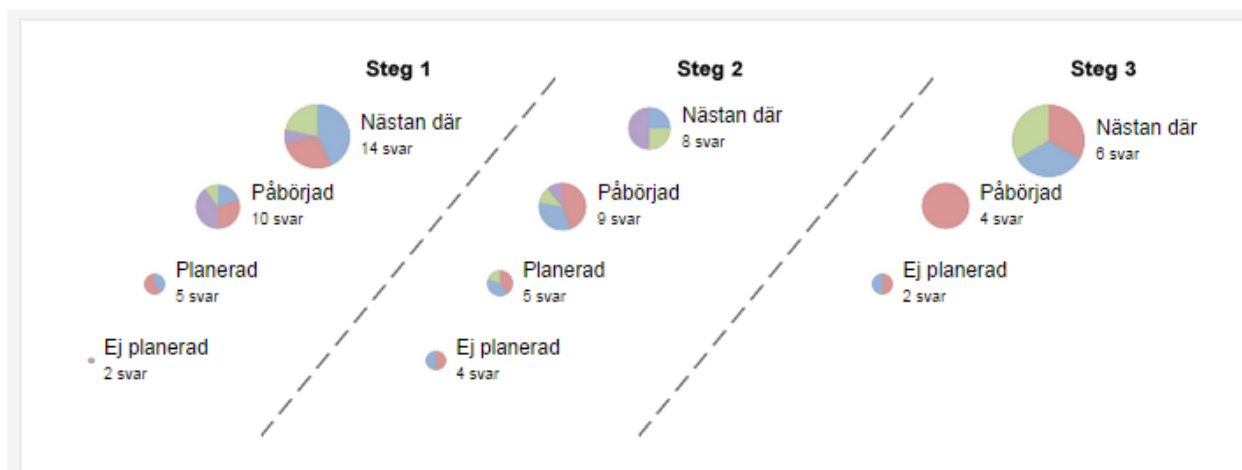 Steg 1
Nästan där
14 svar
Påbörjad
10 svar
Planerad
5 svar
Ej planerad
2 svar
Steg 2
Nästan där
8 svar
Påbörjad
9 svar
Planerad
5 svar
Ej planerad
4 svar
Steg 3
Nästan där
6 svar
Påbörjad
4 svar
Ej planerad
2 svar